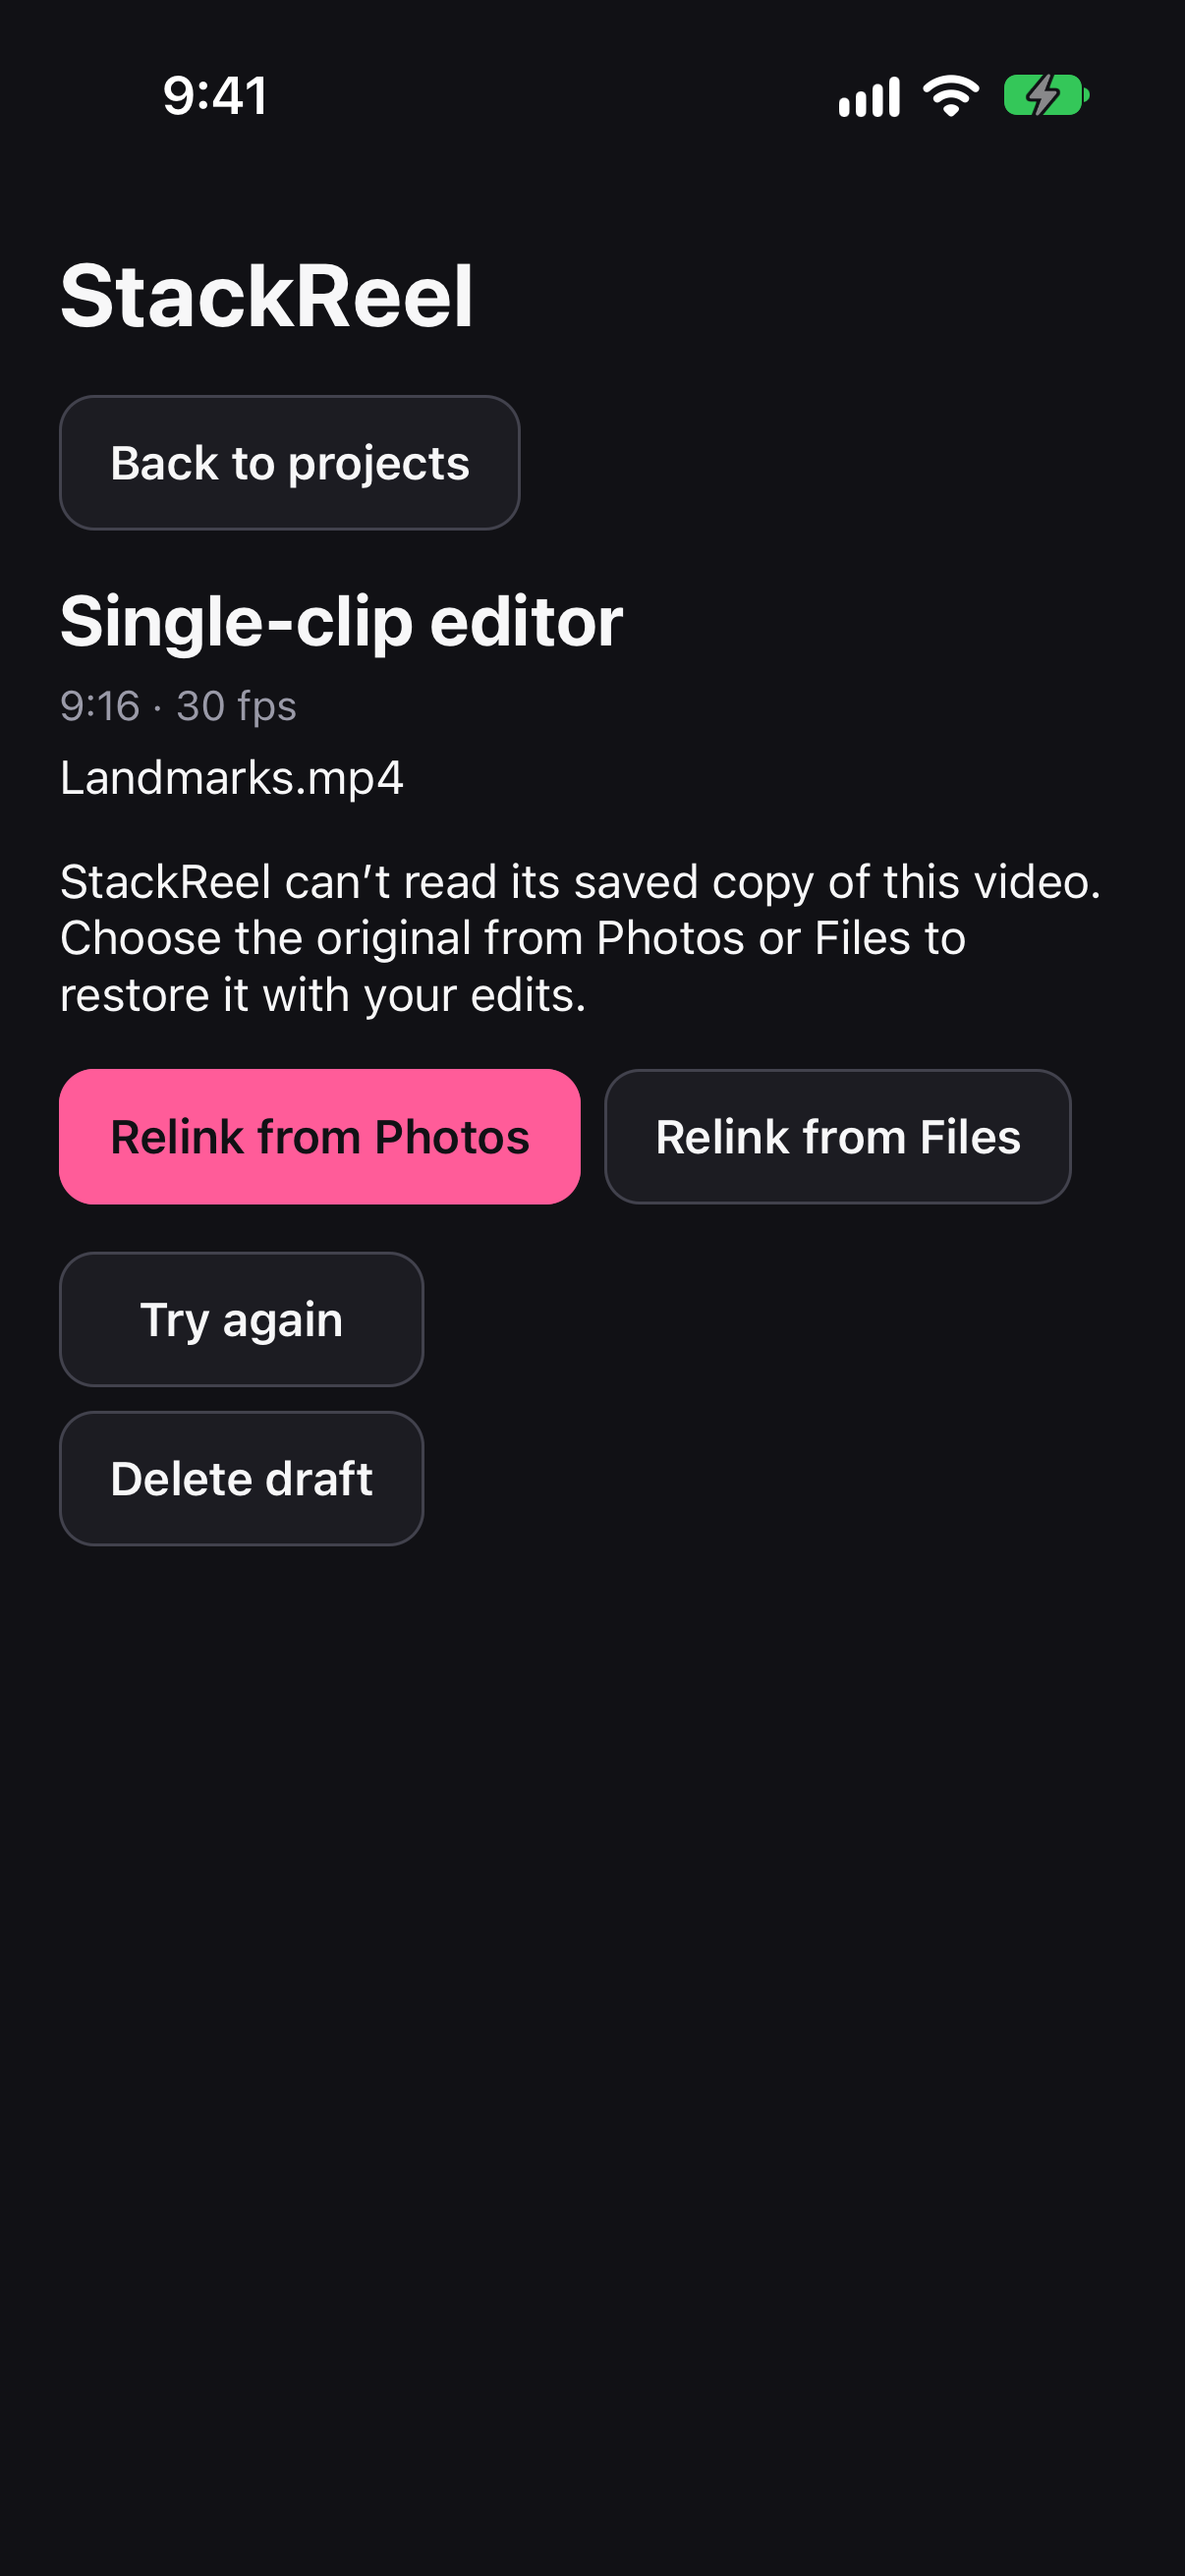 9:41
StackReel
Back to projects
Single-clip editor
9:16 · 30 fps
Landmarks.mp4
StackReel can’t read its saved copy of this video.
Choose the original from Photos or Files to
restore it with your edits.
Relink from Photos
Relink from Files
Try again
Delete draft